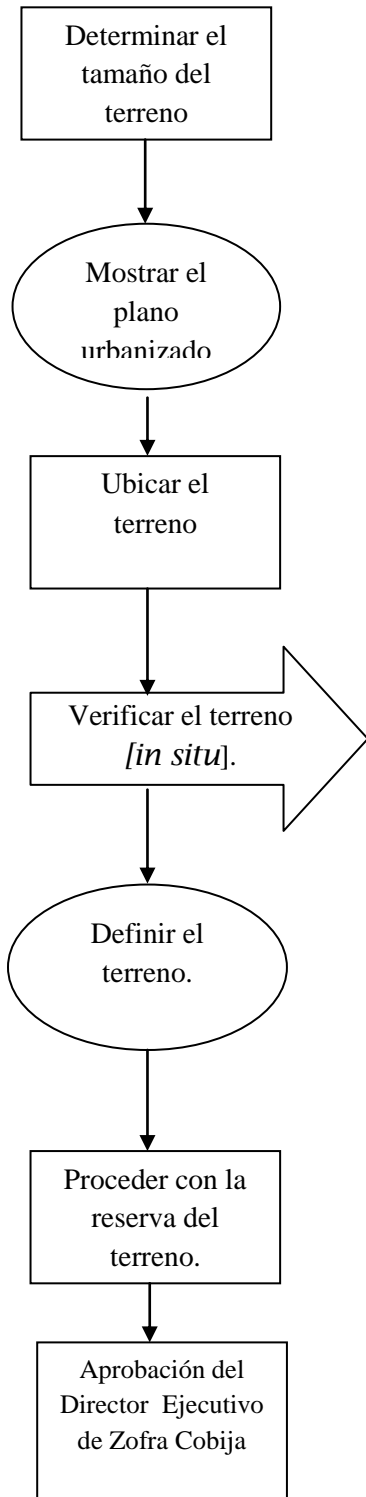 Determinar el
tamaño del
terreno
Mostrar el
plano
urbanizado
Ubicar el
terreno
Verificar el terreno
[in situ].
Definir el
terreno.
Proceder con la
reserva del
terreno.
Aprobación del
Director Ejecutivo
de Zofra Cobija